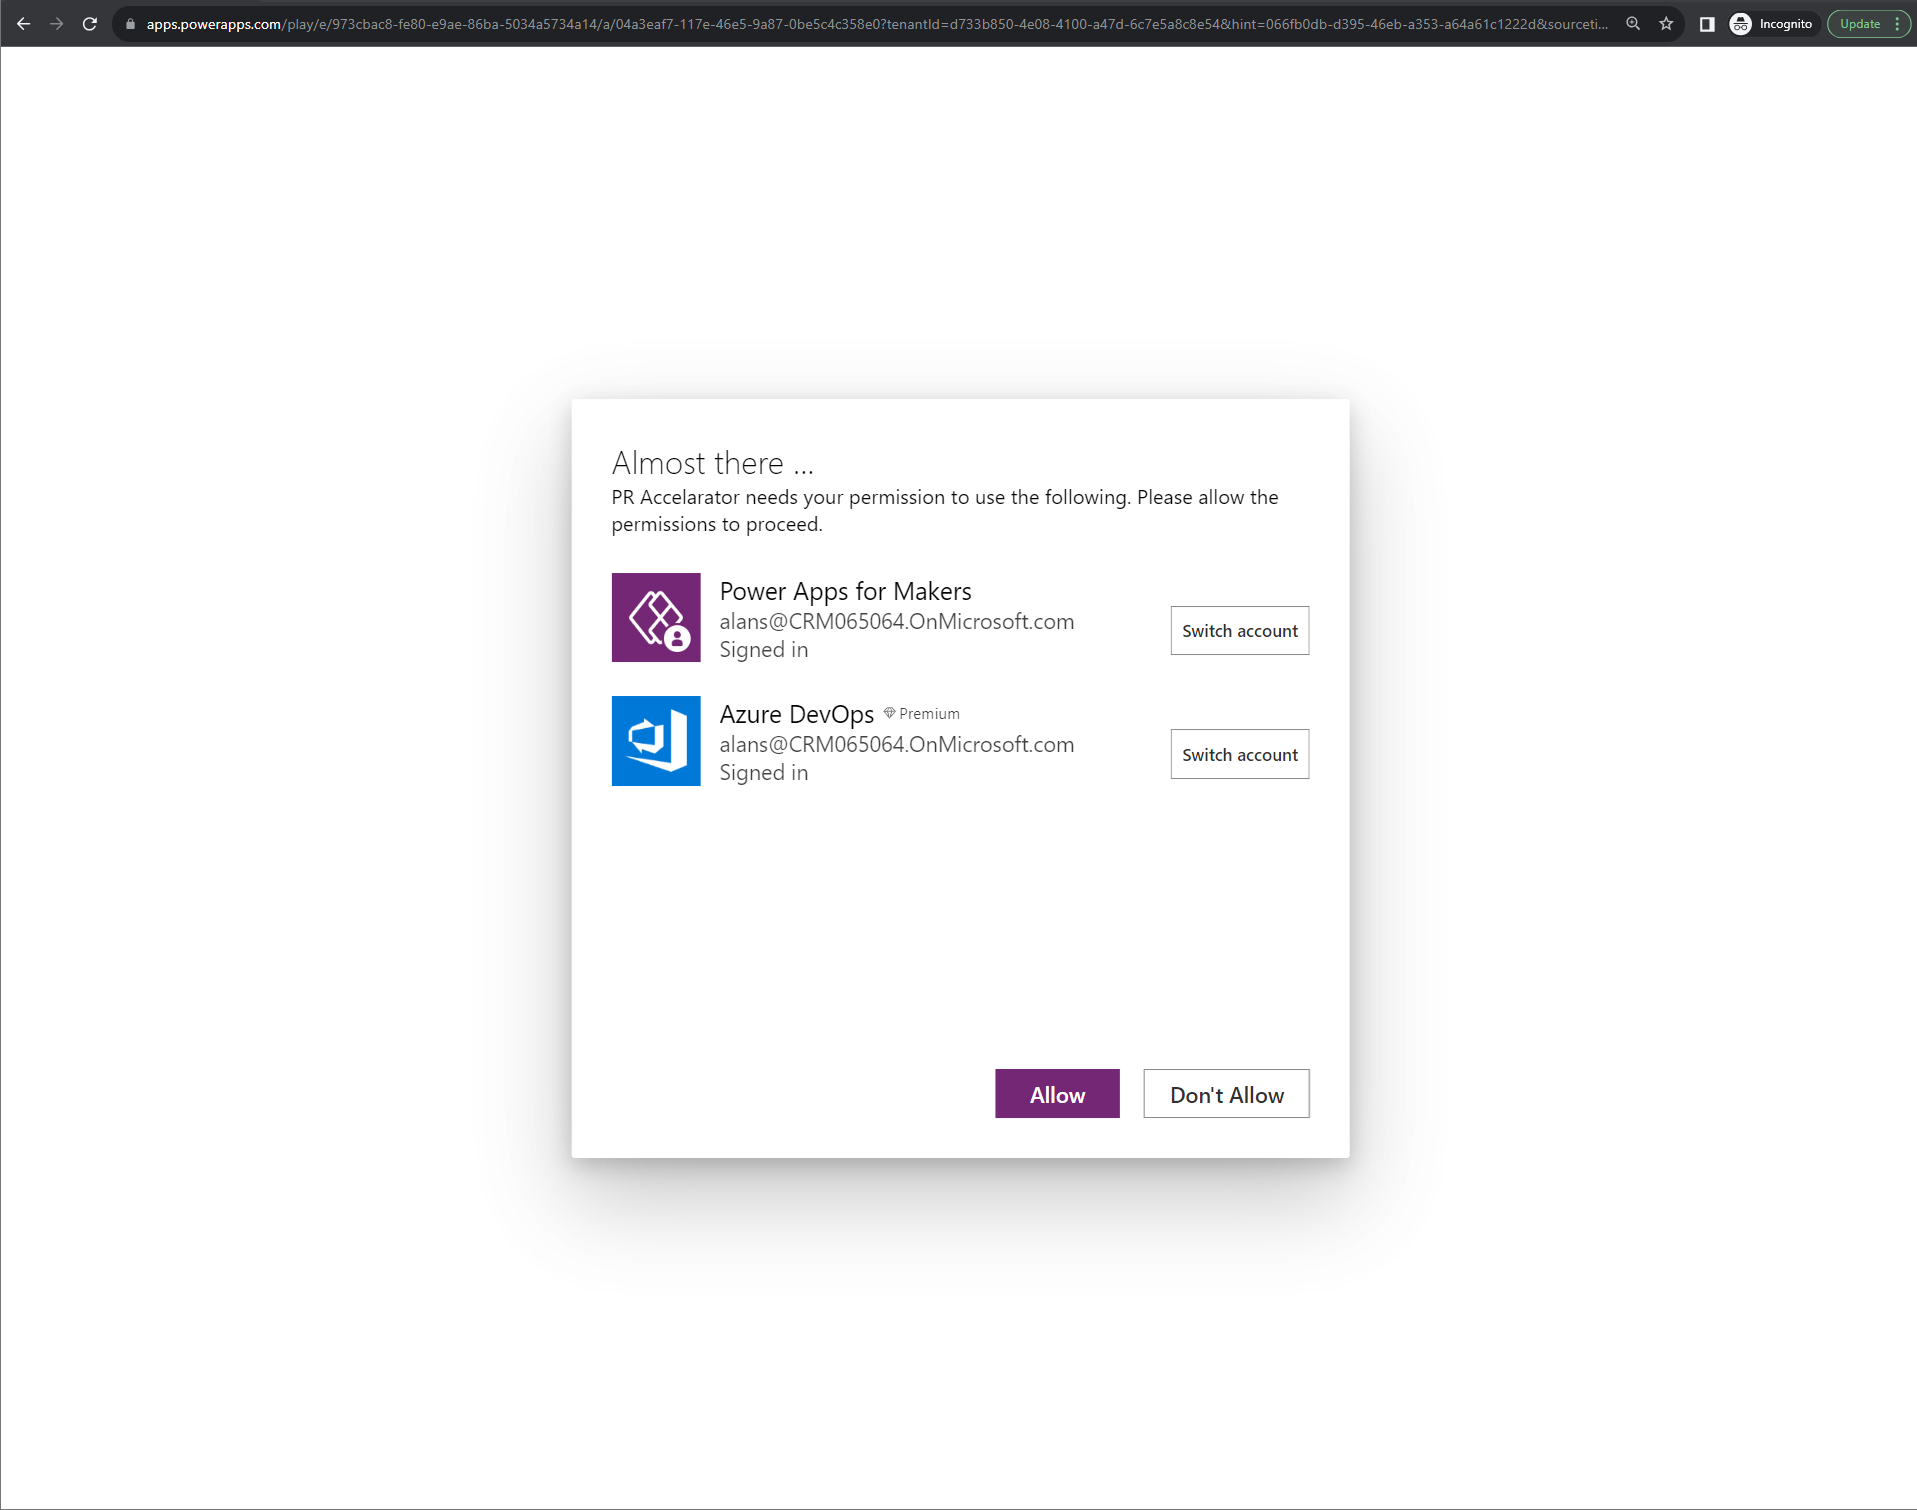 apps.powerapps.com/play/e/973cbac8-fe80-e9ae-86ba-5034a5734a14/a/04a3eaf7-117e-46e5-9a87-0be5c4c358e0?tenantId=d733b850-4e08-4100-a47d-6c7e5a8c8e54&hint=066fb0db-d395-46eb-a353-a64a61c1222d&sourceti...
Incognito
Update
Almost there ...
PR Accelarator needs your permission to use the following. Please allow the
permissions to proceed.
Power Apps for Makers
alans@CRM065064.OnMicrosoft.com
Signed in
Switch account
Azure DevOps Premium
alans@CRM065064.OnMicrosoft.com
Signed in
Switch account
Allow
Don't Allow